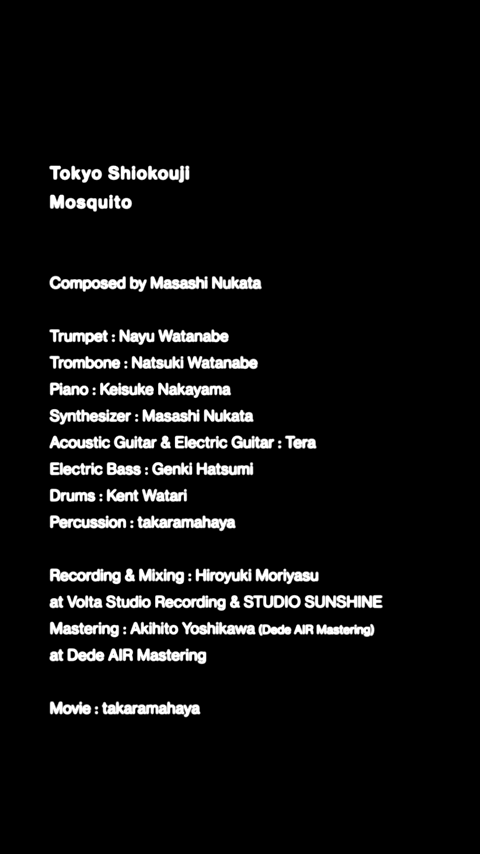 Tokyo Shiokouji
Mosquito
Composed by Masashi Nukata
Trumpet : Nayu Watanabe
Trombone : Natsuki Watanabe
Piano : Keisuke Nakayama
Synthesizer : Masashi Nukata
Acoustic Guitar & Electric Guitar : Tera
Electric Bass : Genki Hatsumi
Drums : Kent Watari
Percussion : takaramahaya
Recording & Mixing : Hiroyuki Moriyasu
at Volta Studio Recording & STUDIO SUNSHINE
Mastering : Akihito Yoshikawa (Dede AIR Mastering)
at Dede AIR Mastering
Movie : takaramahaya